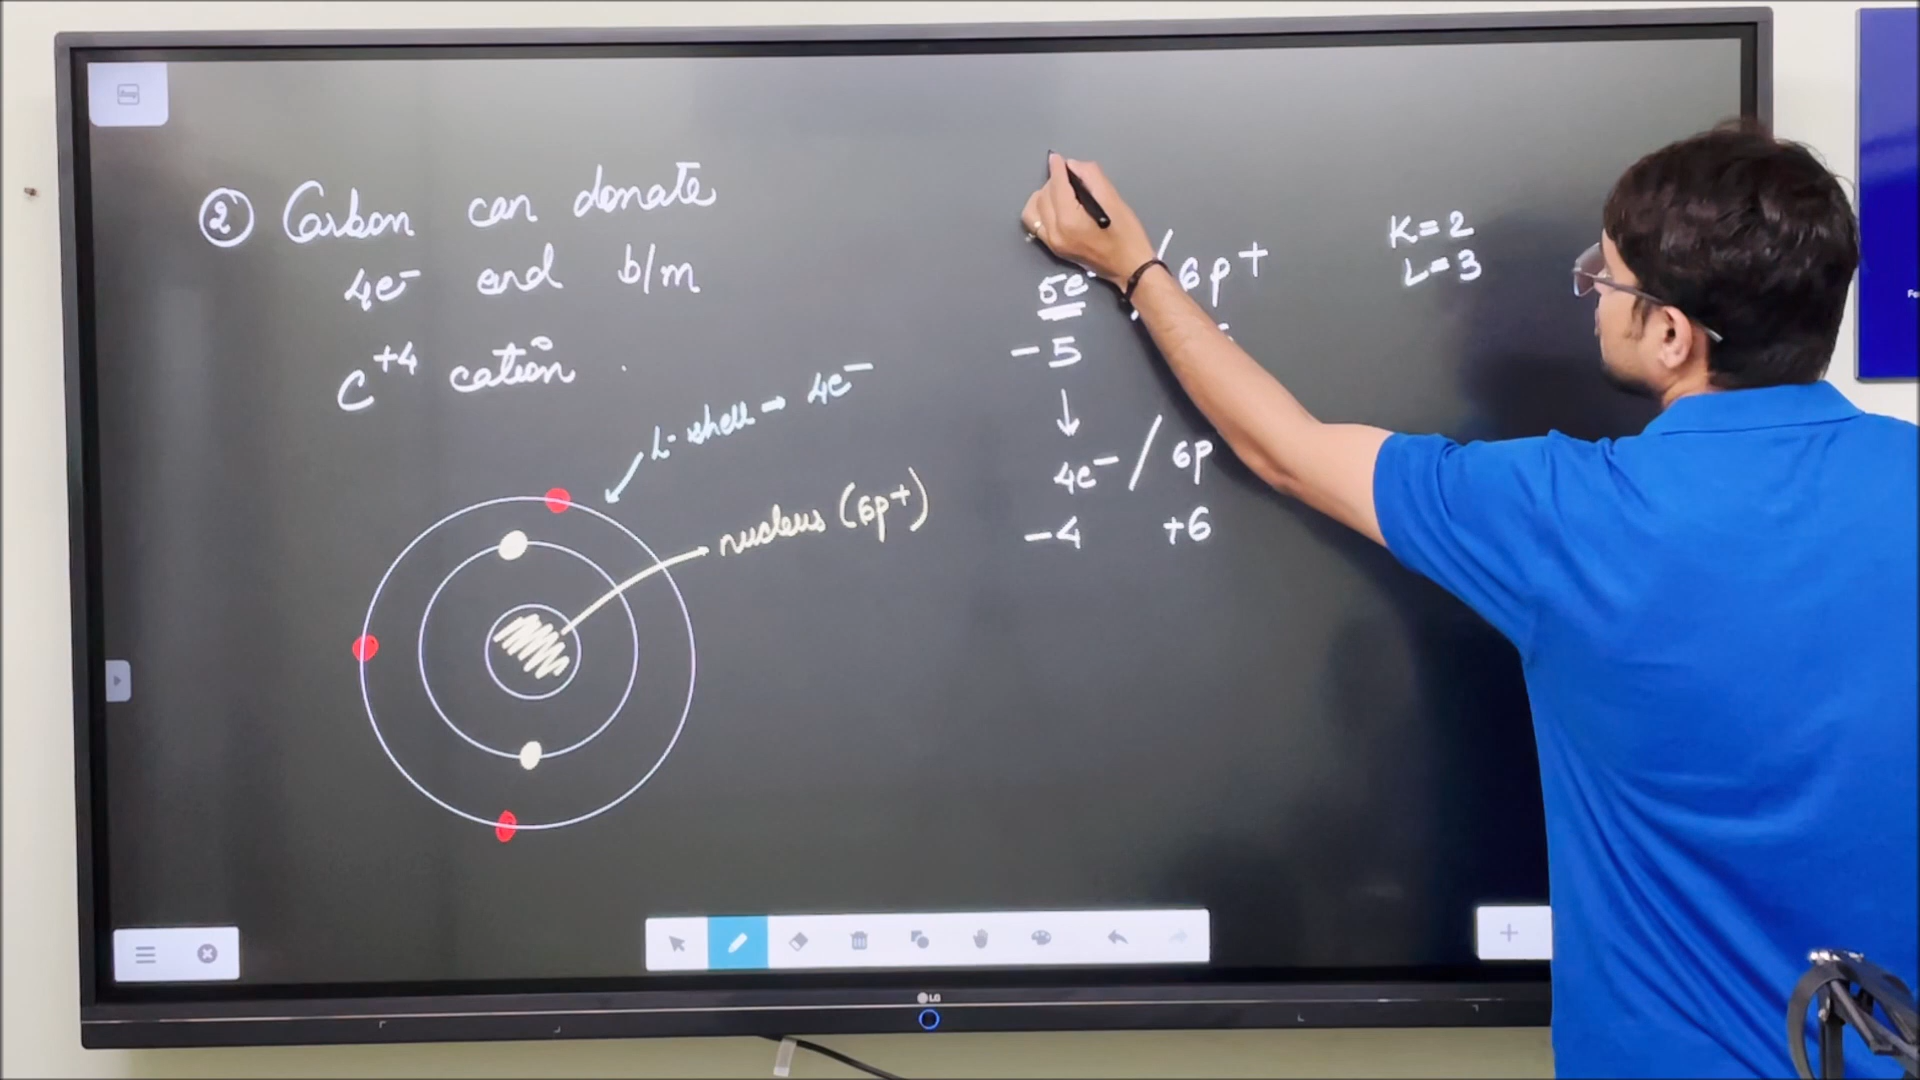 ② Carbon can donate
4e⁻ and b/m
C⁺⁴ cation.
L-shell → 4e⁻
nucleus (6p+)
5e⁻ / 6p+
-5
↓
4e⁻ / 6p
-4 +6
K=2
L=3
LG